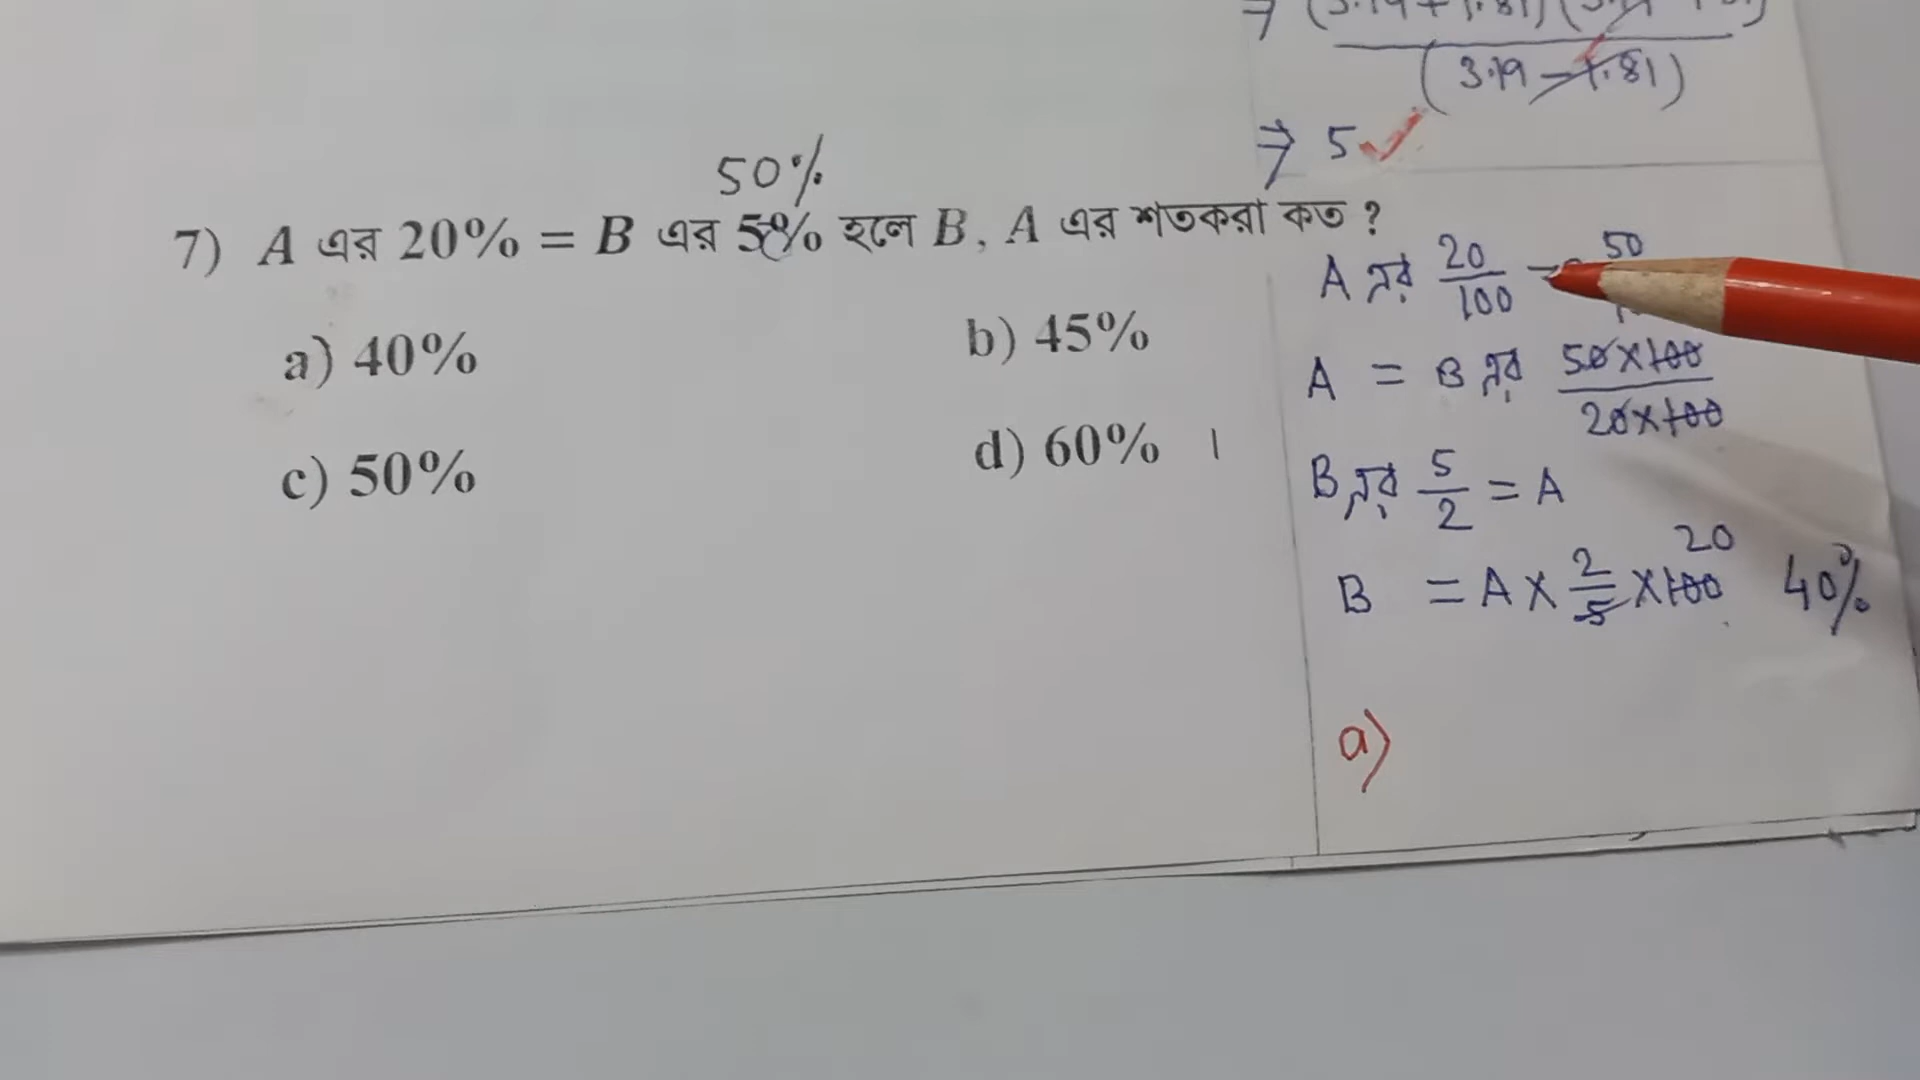 (3.19 - 1.81)
⇒ 5
50%
7) A এর 20% = B এর 5% হলে B, A এর শতকরা কত ?
a) 40%
b) 45%
c) 50%
d) 60%
A এর 20/100 = 50
A = B এর 50×100/20×100
B এর 5/2 = A
20
B = A × 2/5 × 100 40%
a)